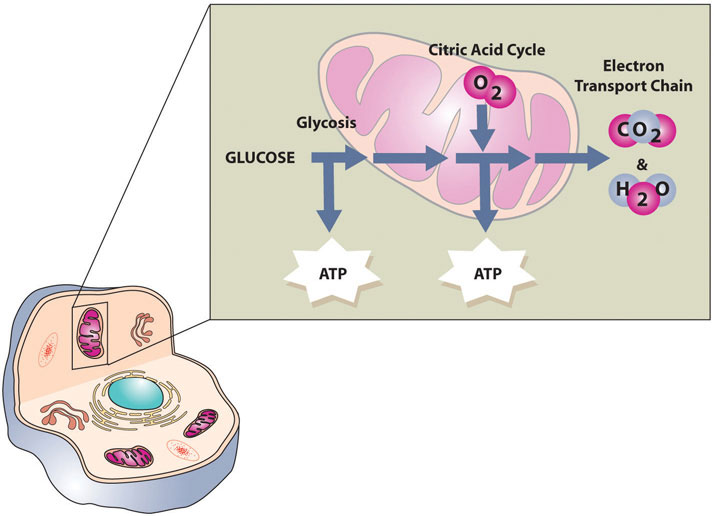 Citric Acid Cycle
O2
Electron
Transport Chain
Glycosis
CO2
GLUCOSE
&
H2O
ATP
ATP